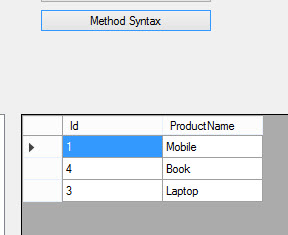 Method Syntax
Id ProductName
1 Mobile
4 Book
3 Laptop